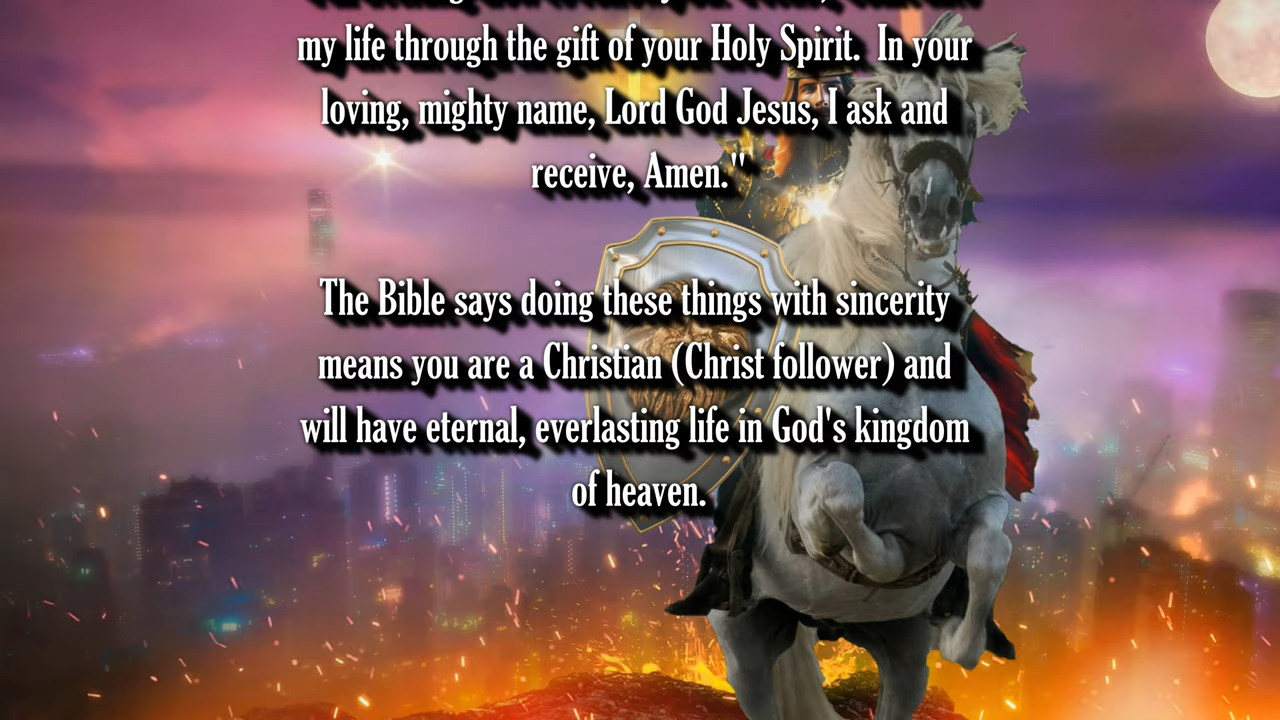 my life through the gift of your Holy Spirit.  In your
loving, mighty name, Lord God Jesus, I ask and
receive, Amen."
The Bible says doing these things with sincerity
means you are a Christian (Christ follower) and
will have eternal, everlasting life in God's kingdom
of heaven.